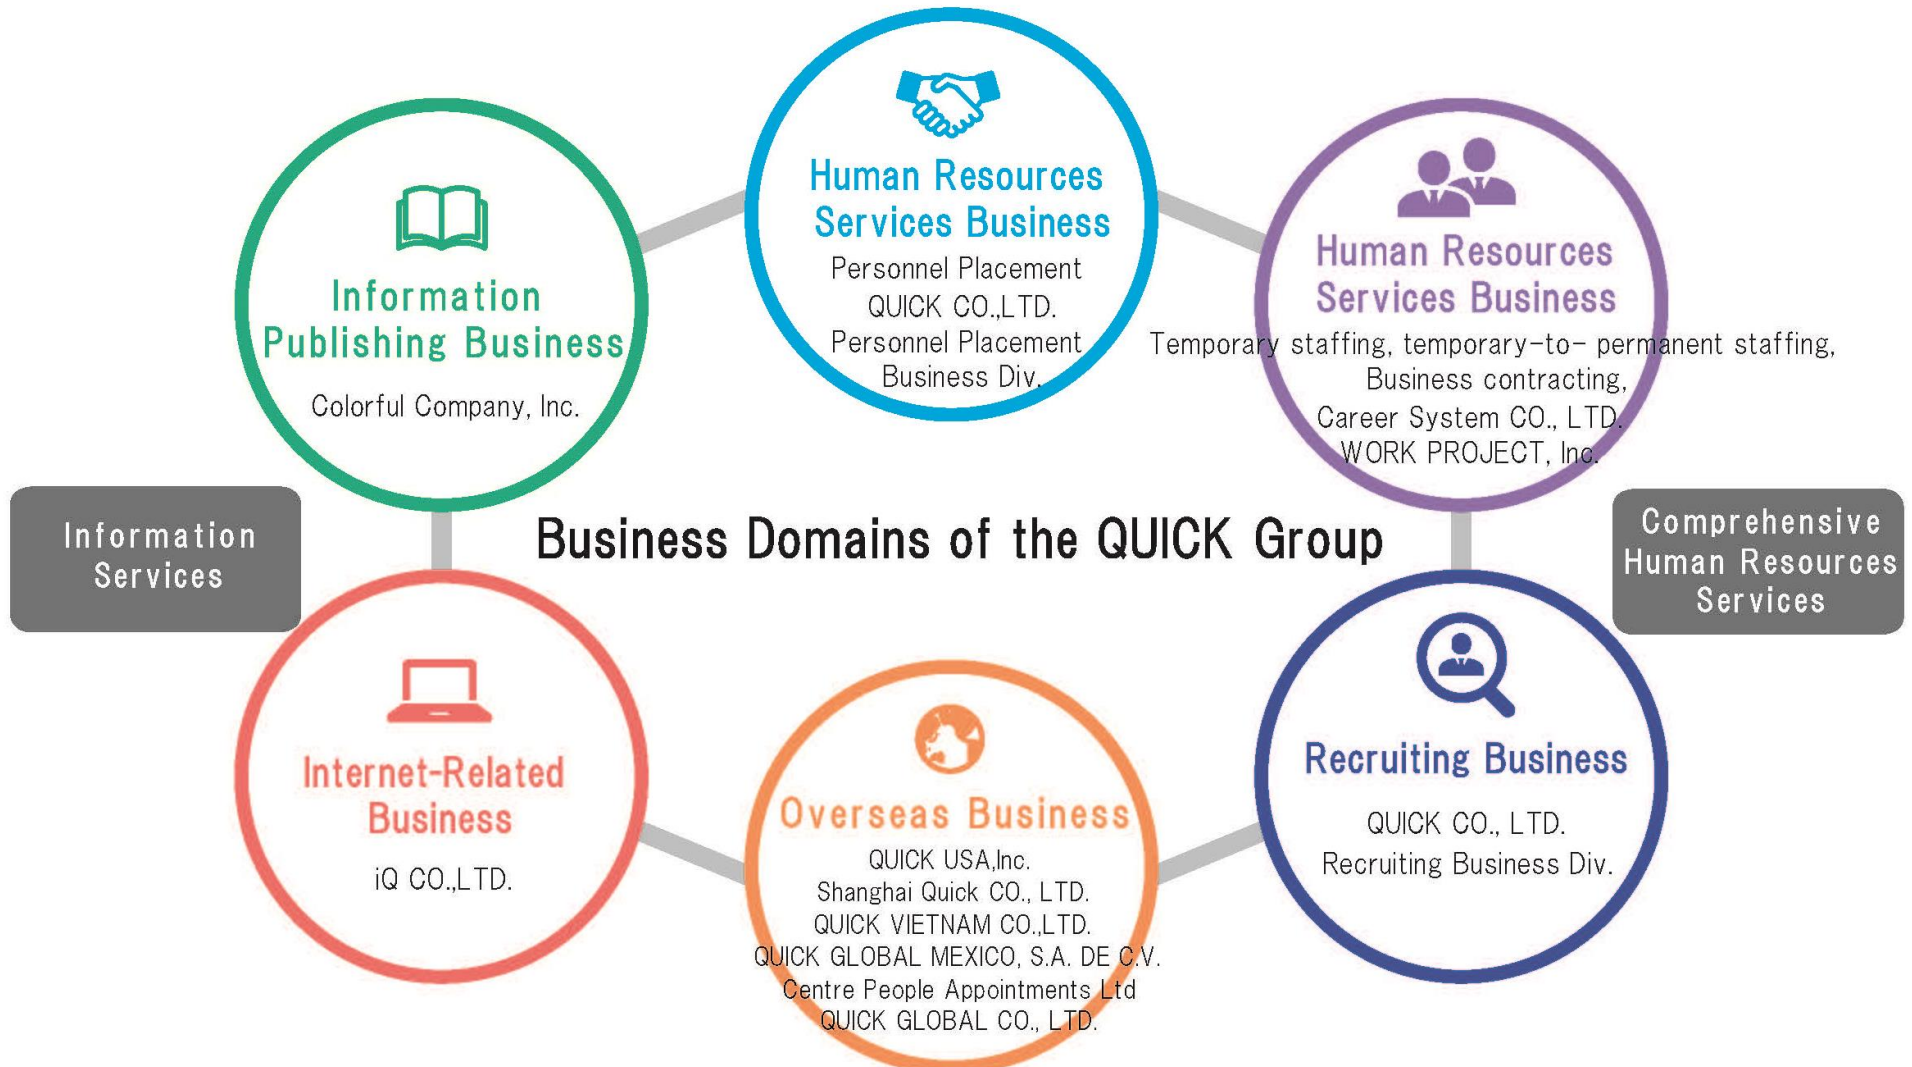 Human Resources
Services Business
Personnel Placement
QUICK CO.,LTD.
Personnel Placement
Business Div.
Information
Publishing Business
Colorful Company, Inc.
Human Resources
Services Business
Temporary staffing, temporary-to- permanent staffing,
Business contracting,
Career System CO., LTD.
WORK PROJECT, Inc.
Information
Services
Business Domains of the QUICK Group
Comprehensive
Human Resources
Services
Internet-Related
Business
iQ CO.,LTD.
Overseas Business
QUICK USA,Inc.
Shanghai Quick CO., LTD.
QUICK VIETNAM CO.,LTD.
QUICK GLOBAL MEXICO, S.A. DE C.V.
Centre People Appointments Ltd
QUICK GLOBAL CO., LTD.
Recruiting Business
QUICK CO., LTD.
Recruiting Business Div.